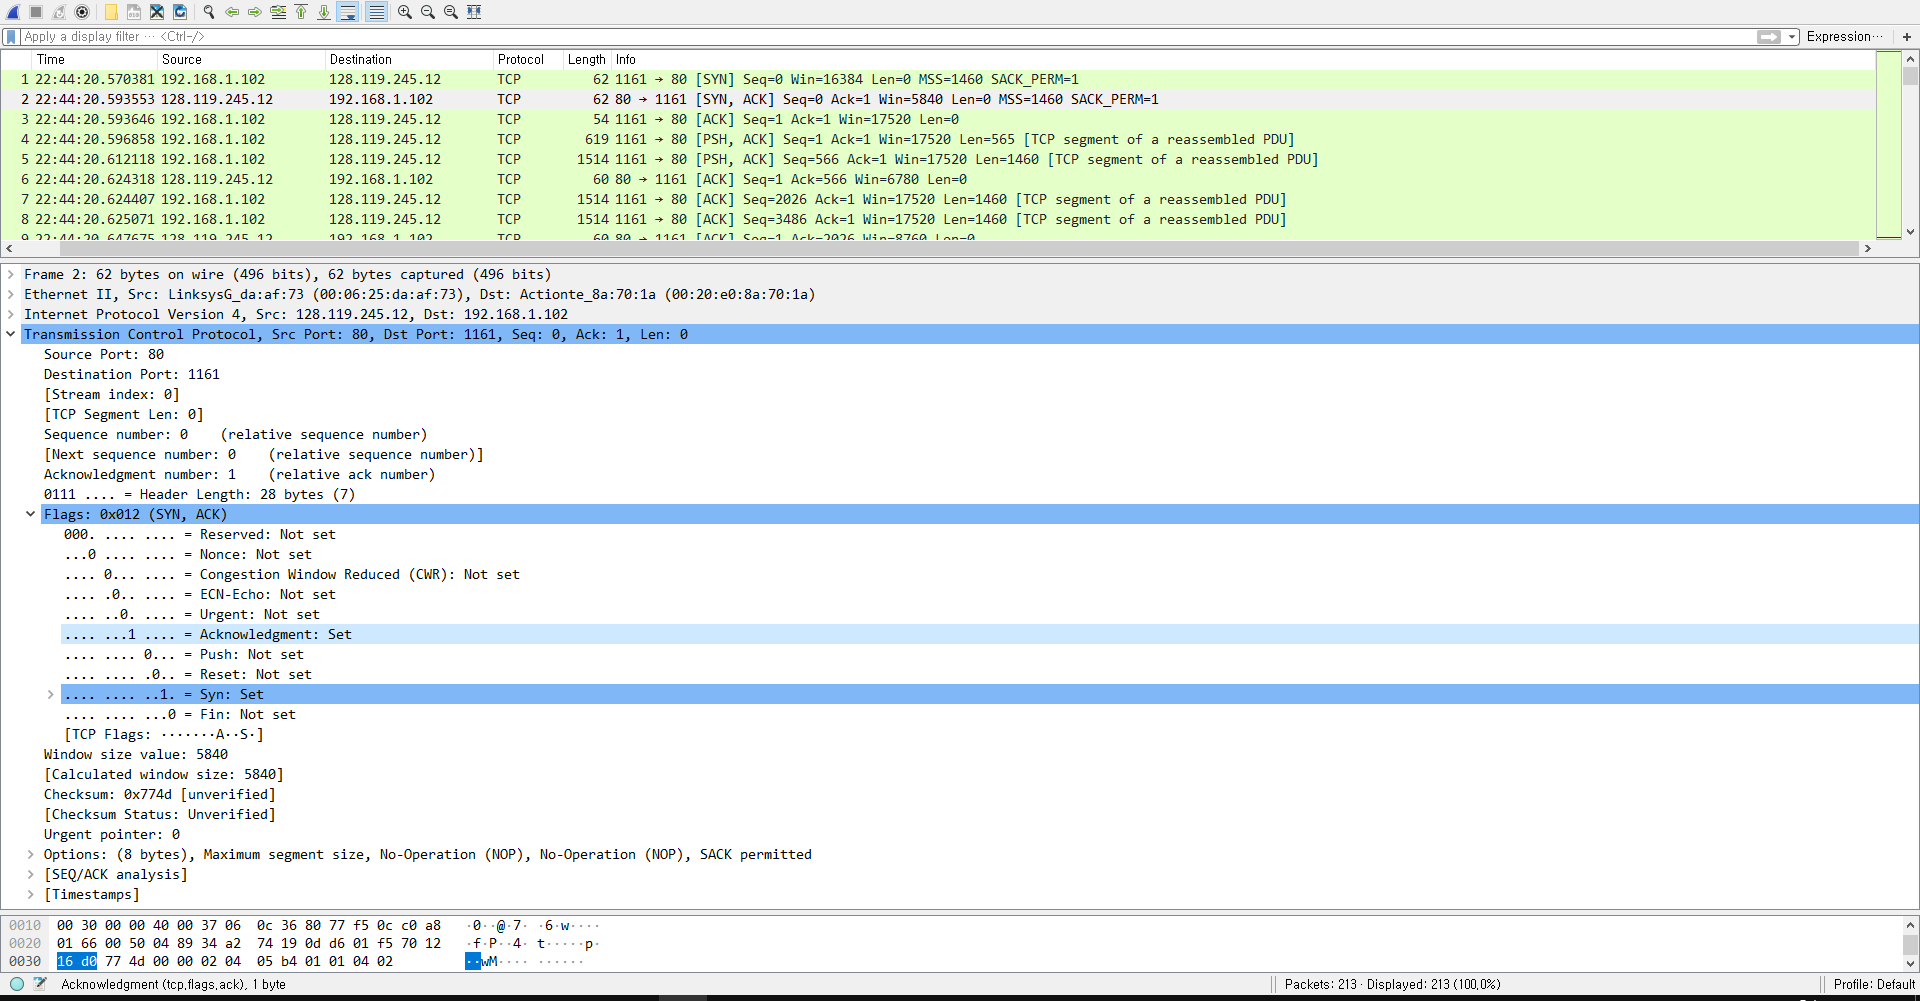 Apply a display filter ··· <Ctrl-/>
Expression···
+
Time Source Destination Protocol Length Info
1 22:44:20.570381 192.168.1.102 128.119.245.12 TCP 62 1161 → 80 [SYN] Seq=0 Win=16384 Len=0 MSS=1460 SACK_PERM=1
2 22:44:20.593553 128.119.245.12 192.168.1.102 TCP 62 80 → 1161 [SYN, ACK] Seq=0 Ack=1 Win=5840 Len=0 MSS=1460 SACK_PERM=1
3 22:44:20.593646 192.168.1.102 128.119.245.12 TCP 54 1161 → 80 [ACK] Seq=1 Ack=1 Win=17520 Len=0
4 22:44:20.596858 192.168.1.102 128.119.245.12 TCP 619 1161 → 80 [PSH, ACK] Seq=1 Ack=1 Win=17520 Len=565 [TCP segment of a reassembled PDU]
5 22:44:20.612118 192.168.1.102 128.119.245.12 TCP 1514 1161 → 80 [PSH, ACK] Seq=566 Ack=1 Win=17520 Len=1460 [TCP segment of a reassembled PDU]
6 22:44:20.624318 128.119.245.12 192.168.1.102 TCP 60 80 → 1161 [ACK] Seq=1 Ack=566 Win=6780 Len=0
7 22:44:20.624407 192.168.1.102 128.119.245.12 TCP 1514 1161 → 80 [ACK] Seq=2026 Ack=1 Win=17520 Len=1460 [TCP segment of a reassembled PDU]
8 22:44:20.625071 192.168.1.102 128.119.245.12 TCP 1514 1161 → 80 [ACK] Seq=3486 Ack=1 Win=17520 Len=1460 [TCP segment of a reassembled PDU]
9 22:44:20.647675 128.119.245.12 192.168.1.102 TCP 60 80 → 1161 [ACK] Seq=1 Ack=2026 Win=8760 Len=0
Frame 2: 62 bytes on wire (496 bits), 62 bytes captured (496 bits)
Ethernet II, Src: LinksysG_da:af:73 (00:06:25:da:af:73), Dst: Actionte_8a:70:1a (00:20:e0:8a:70:1a)
Internet Protocol Version 4, Src: 128.119.245.12, Dst: 192.168.1.102
Transmission Control Protocol, Src Port: 80, Dst Port: 1161, Seq: 0, Ack: 1, Len: 0
Source Port: 80
Destination Port: 1161
[Stream index: 0]
[TCP Segment Len: 0]
Sequence number: 0 (relative sequence number)
[Next sequence number: 0 (relative sequence number)]
Acknowledgment number: 1 (relative ack number)
0111 .... = Header Length: 28 bytes (7)
Flags: 0x012 (SYN, ACK)
000. .... .... = Reserved: Not set
...0 .... .... = Nonce: Not set
.... 0... .... = Congestion Window Reduced (CWR): Not set
.... .0.. .... = ECN-Echo: Not set
.... ..0. .... = Urgent: Not set
.... ...1 .... = Acknowledgment: Set
.... .... 0... = Push: Not set
.... .... .0.. = Reset: Not set
.... .... ..1. = Syn: Set
.... .... ...0 = Fin: Not set
[TCP Flags: ·······A··S·]
Window size value: 5840
[Calculated window size: 5840]
Checksum: 0x774d [unverified]
[Checksum Status: Unverified]
Urgent pointer: 0
Options: (8 bytes), Maximum segment size, No-Operation (NOP), No-Operation (NOP), SACK permitted
[SEQ/ACK analysis]
[Timestamps]
0010 00 30 00 00 40 00 37 06 0c 36 80 77 f5 0c c0 a8 ·0··@·7· ·6·w····
0020 01 66 00 50 04 89 34 a2 74 19 0d d6 01 f5 70 12 ·f·P··4· t·····p·
0030 16 d0 77 4d 00 00 02 04 05 b4 01 01 04 02 ··wM···· ······
Acknowledgment (tcp.flags.ack), 1 byte
Packets: 213 · Displayed: 213 (100.0%)
Profile: Default